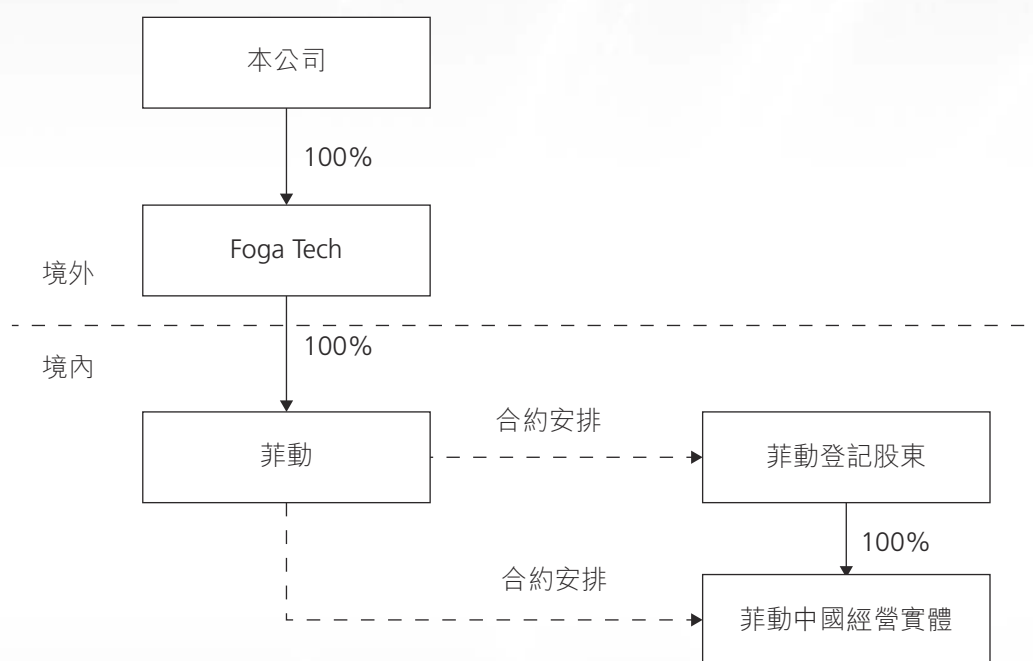 本公司
100%
Foga Tech
境外
100%
境內
菲動
合約安排
菲動登記股東
100%
合約安排
菲動中國經營實體